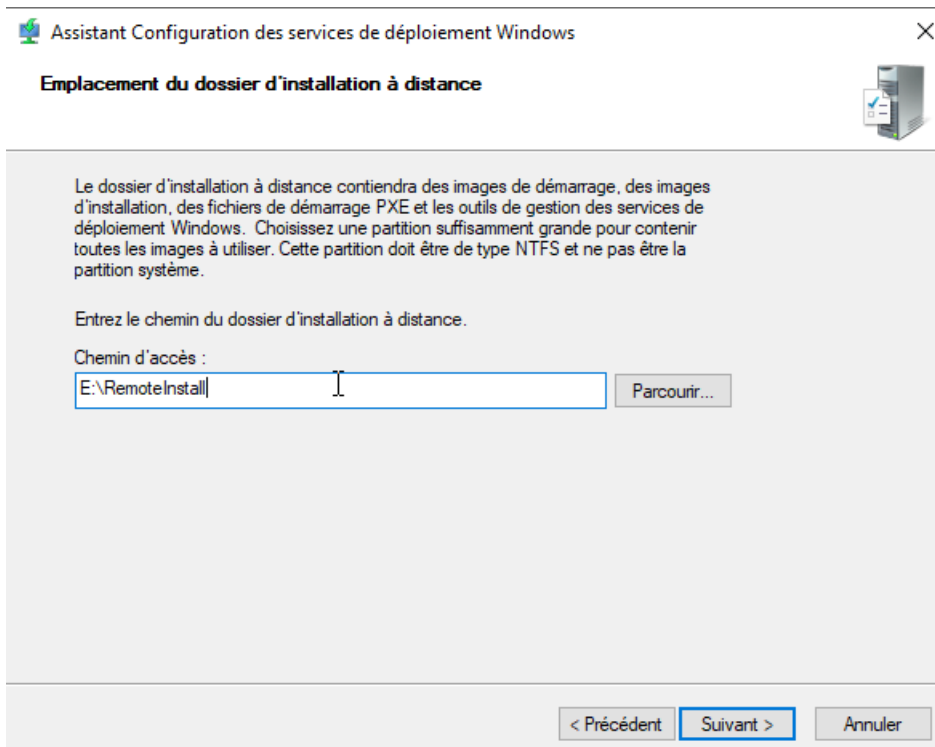 Assistant Configuration des services de déploiement Windows
Emplacement du dossier d'installation à distance
Le dossier d'installation à distance contiendra des images de démarrage, des images
d'installation, des fichiers de démarrage PXE et les outils de gestion des services de
déploiement Windows.  Choisissez une partition suffisamment grande pour contenir
toutes les images à utiliser. Cette partition doit être de type NTFS et ne pas être la
partition système.
Entrez le chemin du dossier d'installation à distance.
Chemin d'accès :
E:\RemoteInstall
Parcourir...
< Précédent
Suivant >
Annuler